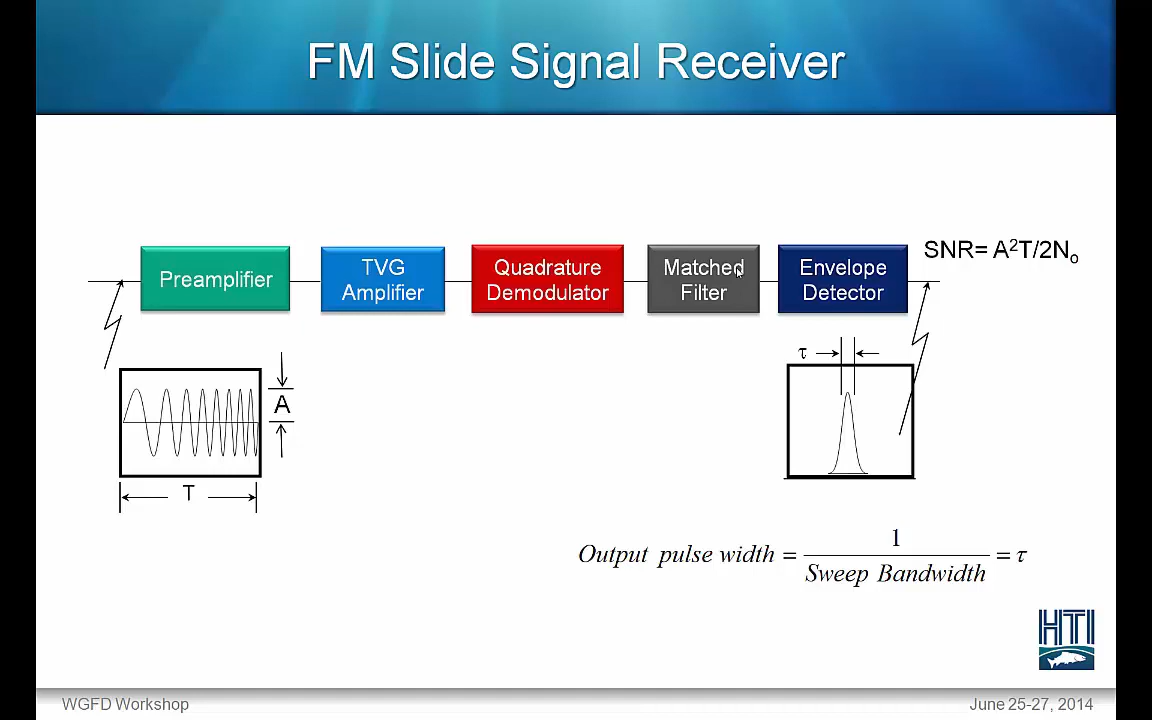 FM Slide Signal Receiver
Preamplifier
TVG
Amplifier
Quadrature
Demodulator
Matched
Filter
Envelope
Detector
SNR= A²T/2Nₒ
τ
A
T
Output pulse width = 1 / Sweep Bandwidth = τ
HTI
WGFD Workshop
June 25-27, 2014